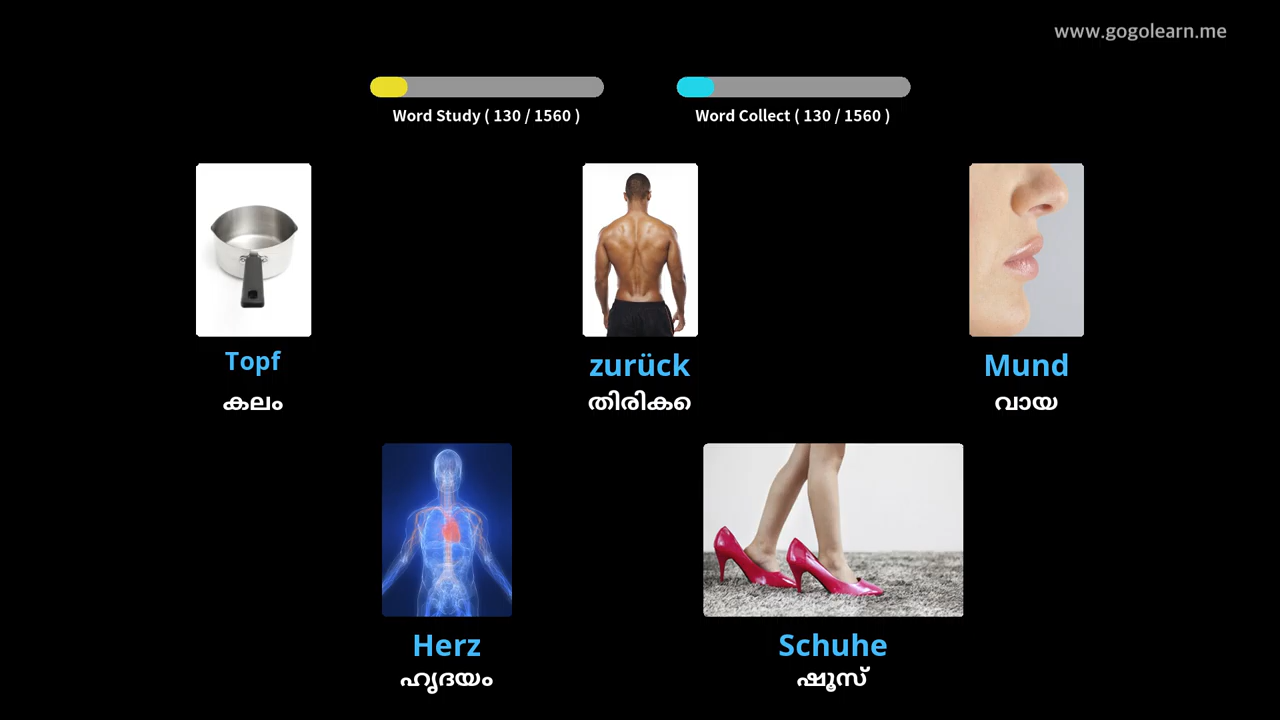 www.gogolearn.me
Word Study ( 130 / 1560 )
Word Collect ( 130 / 1560 )
Topf
കലം
zurück
തിരികെ
Mund
വായ
Herz
ഹൃദയം
Schuhe
ഷൂസ്